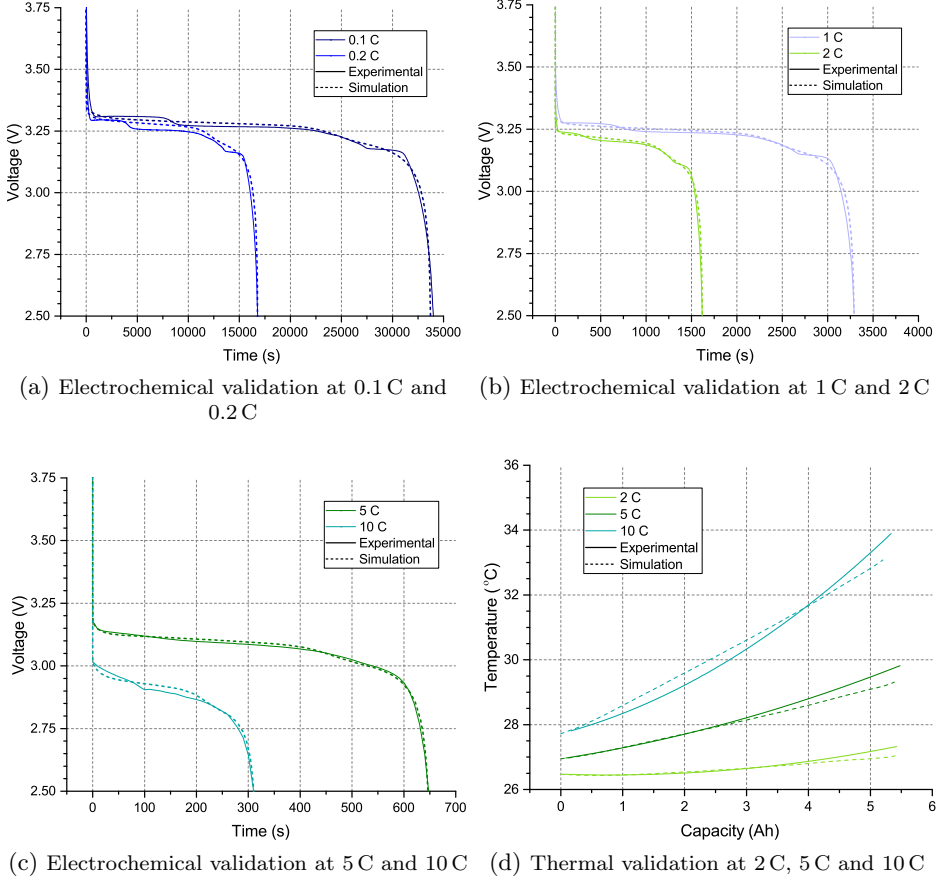 3.75
3.50
3.25
3.00
2.75
2.50
Voltage (V)
0.1 C
0.2 C
Experimental
Simulation
0 5000 10000 15000 20000 25000 30000 35000
Time (s)
(a) Electrochemical validation at 0.1 C and
0.2 C
3.75
3.50
3.25
3.00
2.75
2.50
Voltage (V)
1 C
2 C
Experimental
Simulation
0 500 1000 1500 2000 2500 3000 3500 4000
Time (s)
(b) Electrochemical validation at 1 C and 2 C
3.75
3.50
3.25
3.00
2.75
2.50
Voltage (V)
5 C
10 C
Experimental
Simulation
0 100 200 300 400 500 600 700
Time (s)
(c) Electrochemical validation at 5 C and 10 C
36
34
32
30
28
26
Temperature (°C)
2 C
5 C
10 C
Experimental
Simulation
0 1 2 3 4 5 6
Capacity (Ah)
(d) Thermal validation at 2 C, 5 C and 10 C